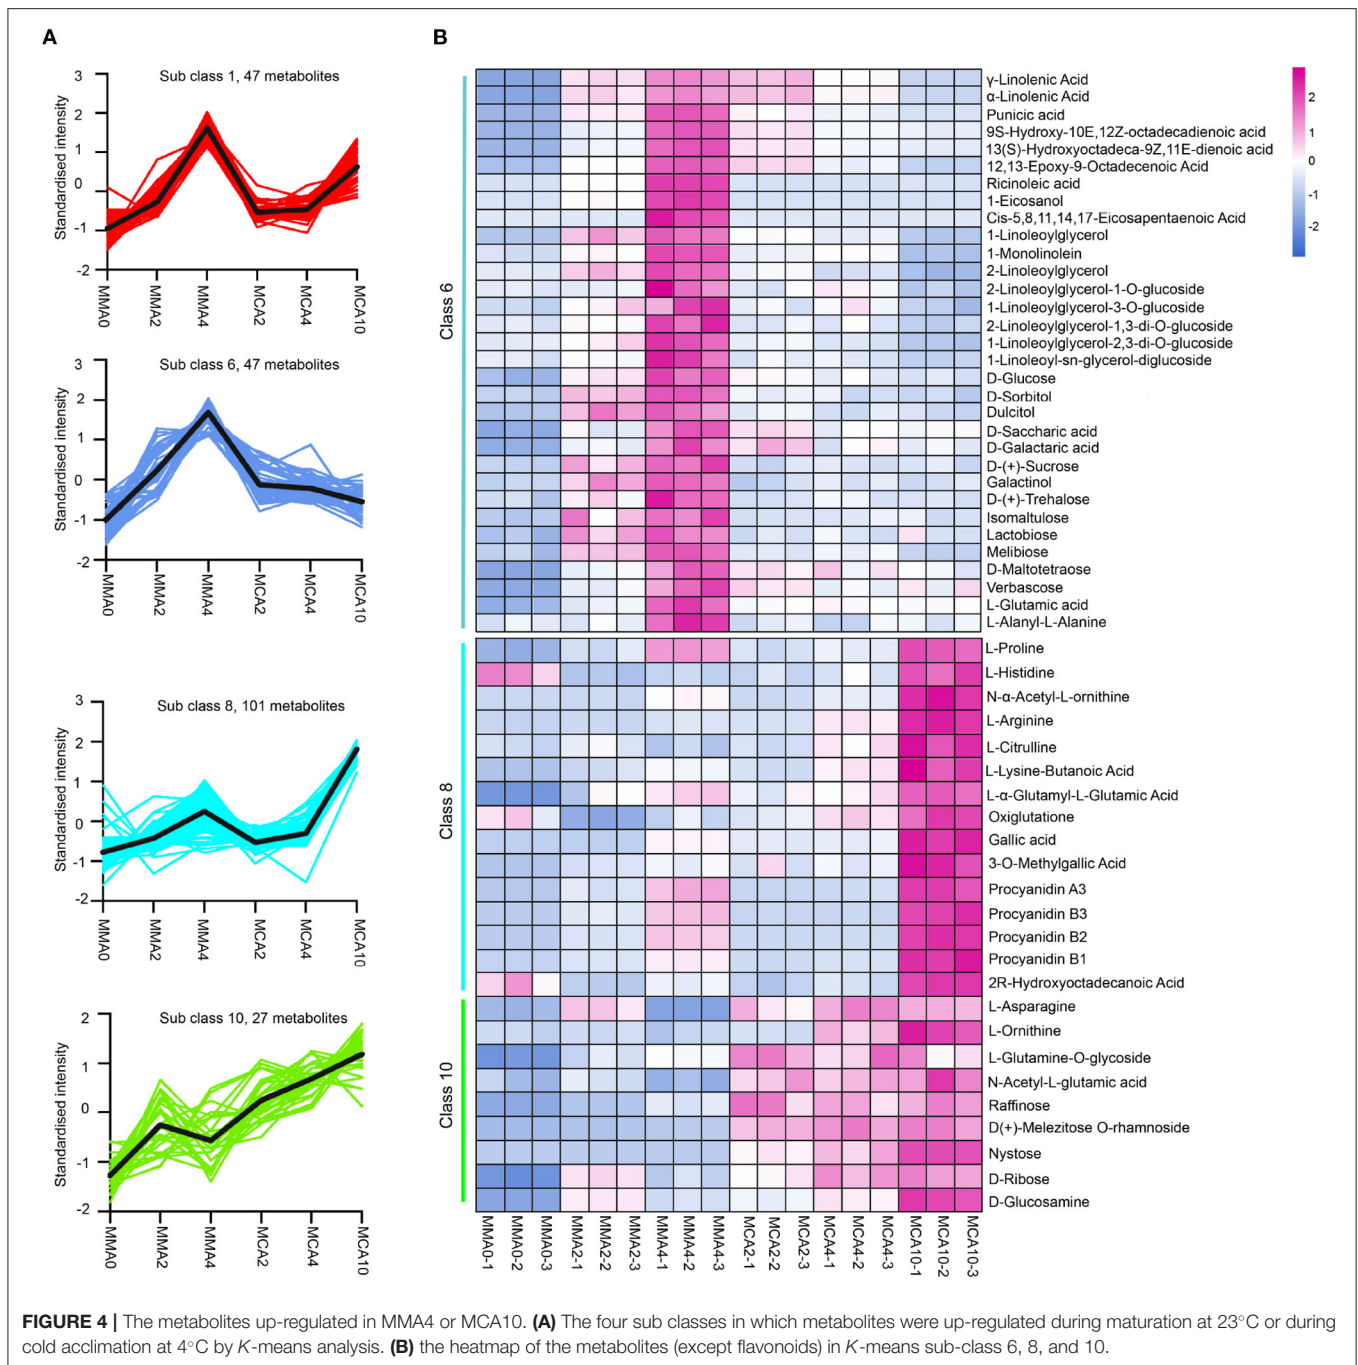 A
B
Sub class 1, 47 metabolites
Standardised intensity
3
2
1
0
-1
-2
MMA0
MMA2
MMA4
MCA2
MCA4
MCA10
Sub class 6, 47 metabolites
Standardised intensity
3
2
1
0
-1
-2
MMA0
MMA2
MMA4
MCA2
MCA4
MCA10
Sub class 8, 101 metabolites
Standardised intensity
3
2
1
0
-1
-2
MMA0
MMA2
MMA4
MCA2
MCA4
MCA10
Sub class 10, 27 metabolites
Standardised intensity
2
1
0
-1
-2
MMA0
MMA2
MMA4
MCA2
MCA4
MCA10
Class 6
γ-Linolenic Acid
α-Linolenic Acid
Punicic acid
9S-Hydroxy-10E,12Z-octadecadienoic acid
13(S)-Hydroxyoctadeca-9Z,11E-dienoic acid
12,13-Epoxy-9-Octadecenoic Acid
Ricinoleic acid
1-Eicosanol
Cis-5,8,11,14,17-Eicosapentaenoic Acid
1-Linoleoylglycerol
1-Monolinolein
2-Linoleoylglycerol
2-Linoleoylglycerol-1-O-glucoside
1-Linoleoylglycerol-3-O-glucoside
2-Linoleoylglycerol-1,3-di-O-glucoside
1-Linoleoylglycerol-2,3-di-O-glucoside
1-Linoleoyl-sn-glycerol-diglucoside
D-Glucose
D-Sorbitol
Dulcitol
D-Saccharic acid
D-Galactaric acid
D-(+)-Sucrose
Galactinol
D-(+)-Trehalose
Isomaltulose
Lactobiose
Melibiose
D-Maltotetraose
Verbascose
L-Glutamic acid
L-Alanyl-L-Alanine
Class 8
L-Proline
L-Histidine
N-α-Acetyl-L-ornithine
L-Arginine
L-Citrulline
L-Lysine-Butanoic Acid
L-α-Glutamyl-L-Glutamic Acid
Oxiglutatione
Gallic acid
3-O-Methylgallic Acid
Procyanidin A3
Procyanidin B3
Procyanidin B2
Procyanidin B1
2R-Hydroxyoctadecanoic Acid
Class 10
L-Asparagine
L-Ornithine
L-Glutamine-O-glycoside
N-Acetyl-L-glutamic acid
Raffinose
D(+)-Melezitose O-rhamnoside
Nystose
D-Ribose
D-Glucosamine
MMA0-1
MMA0-2
MMA0-3
MMA2-1
MMA2-2
MMA2-3
MMA4-1
MMA4-2
MMA4-3
MCA2-1
MCA2-2
MCA2-3
MCA4-1
MCA4-2
MCA4-3
MCA10-1
MCA10-2
MCA10-3
2
1
0
-1
-2
FIGURE 4 | The metabolites up-regulated in MMA4 or MCA10. (A) The four sub classes in which metabolites were up-regulated during maturation at 23°C or during
cold acclimation at 4°C by K-means analysis. (B) the heatmap of the metabolites (except flavonoids) in K-means sub-class 6, 8, and 10.